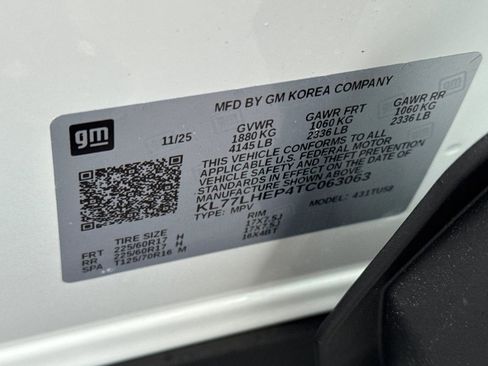 gm
MFD BY GM KOREA COMPANY
11/25 GVWR GAWR FRT GAWR RR
1880 KG 1060 KG 1060 KG
4145 LB 2336 LB 2336 LB
THIS VEHICLE CONFORMS TO ALL
APPLICABLE U.S. FEDERAL MOTOR
VEHICLE SAFETY AND THEFT PREVENTION
STANDARDS IN EFFECT ON THE DATE OF
MANUFACTURE SHOWN ABOVE.
KL77LHEP4TC063063
TYPE: MPV MODEL: 431TU58
TIRE SIZE RIM
FRT 225/60R17 H 17X7.5J
RR 225/60R17 H 17X7.5J
SPA T125/70R16 M 16X4BT